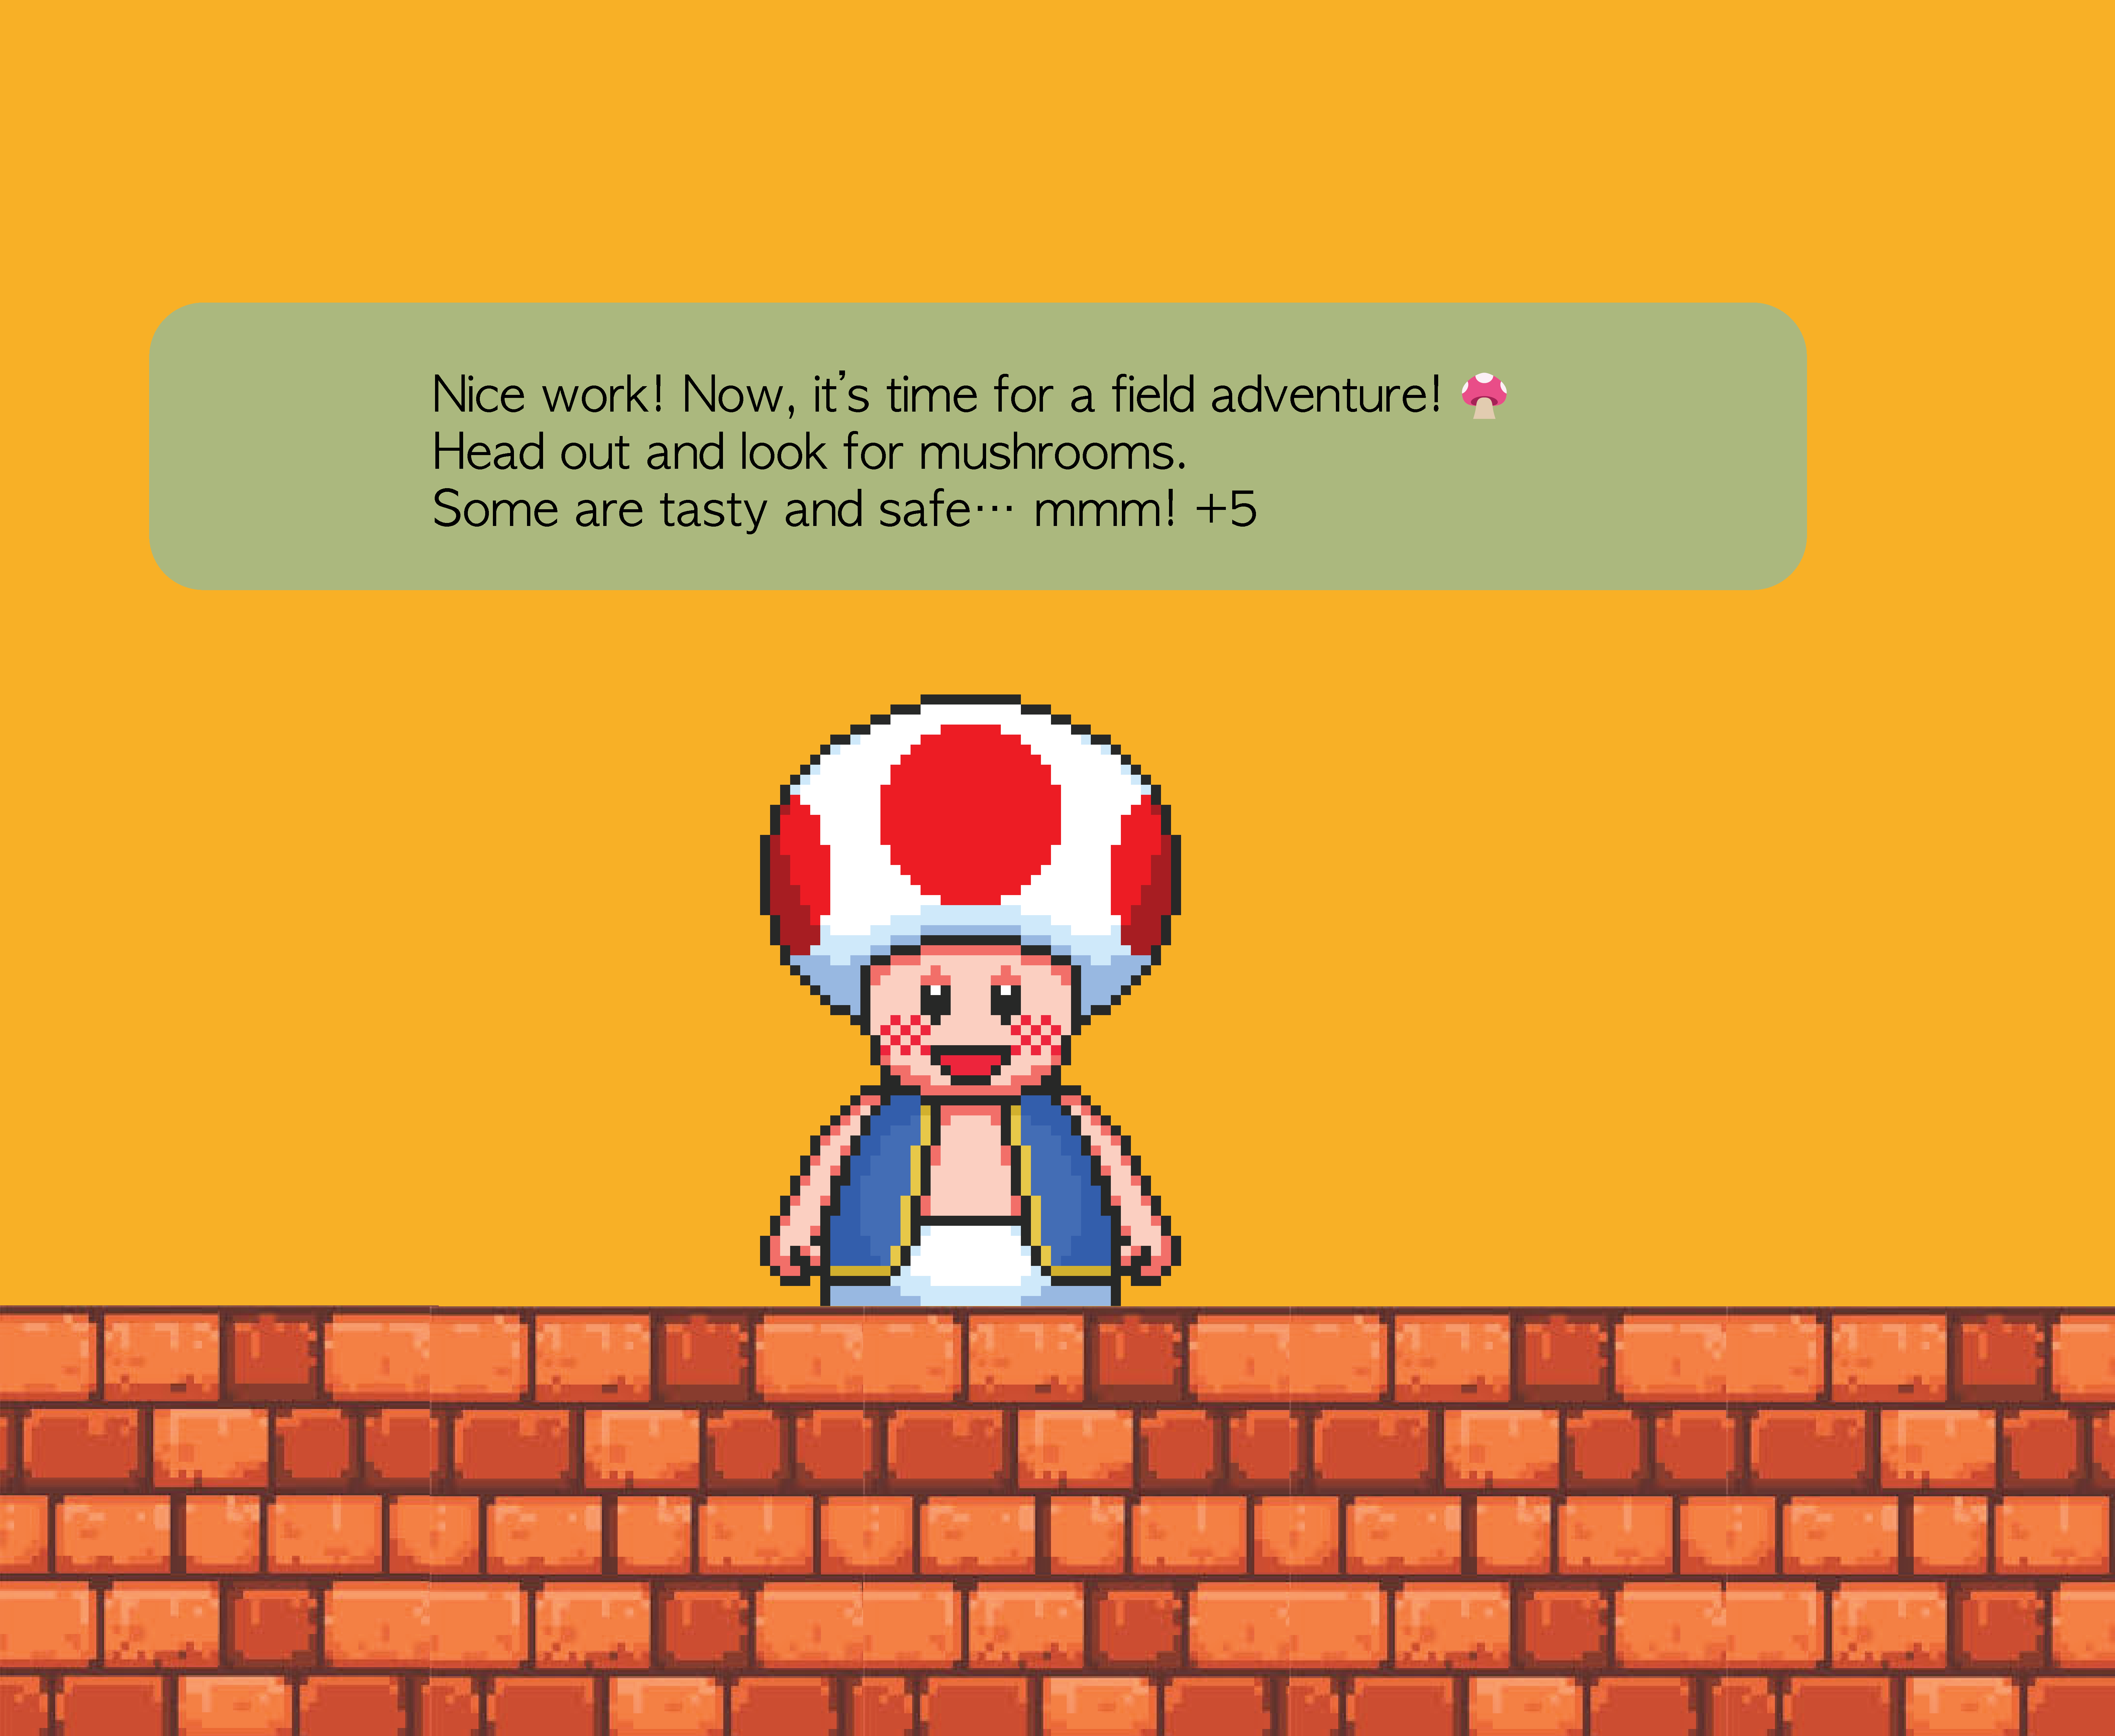 Nice work! Now, it’s time for a field adventure! 🍄
Head out and look for mushrooms.
Some are tasty and safe… mmm! +5